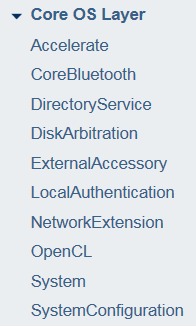 Core OS Layer
Accelerate
CoreBluetooth
DirectoryService
DiskArbitration
ExternalAccessory
LocalAuthentication
NetworkExtension
OpenCL
System
SystemConfiguration